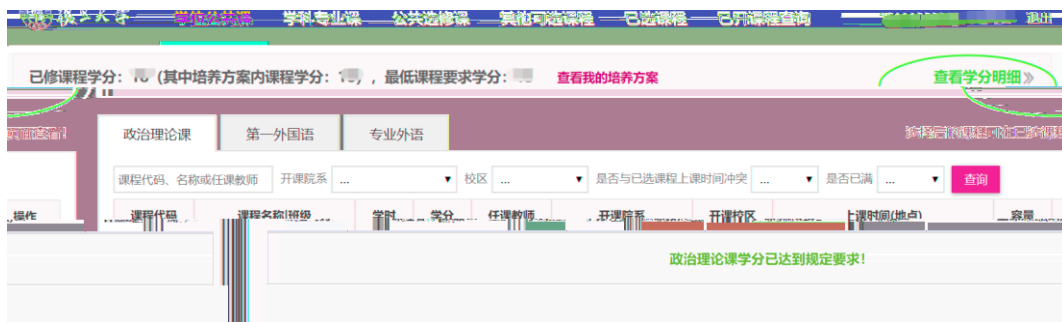 学位公共课 学科专业课 公共选修课 其他可选课程 已选课程 已开课程查询 退出
已修课程学分： (其中培养方案内课程学分： )，最低课程要求学分： 查看我的培养方案 查看学分明细
政治理论课 第一外国语 专业外语
课程代码、名称或任课教师 开课院系 ... 校区 ... 是否与已选课程上课时间冲突 ... 是否已满 ... 查询
操作 课程代码 课程名称|班级 学时 学分 任课教师 开课院系 开课校区 上课时间(地点) 容量
政治理论课学分已达到规定要求！